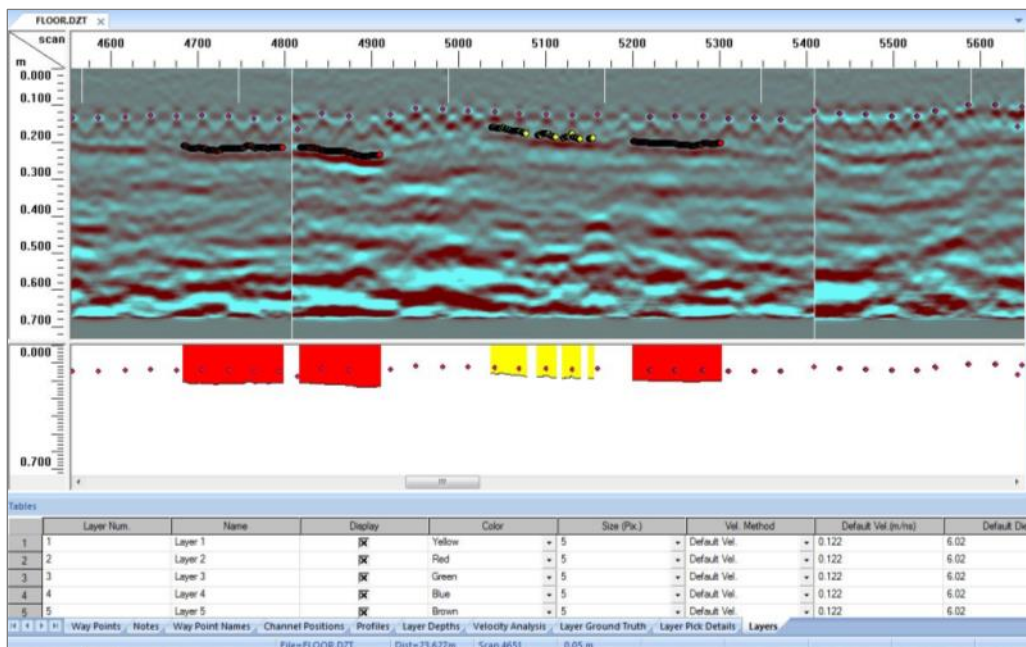 FLOOR.DZT ×
scan 4600 4700 4800 4900 5000 5100 5200 5300 5400 5500 5600
m
0.000
0.100
0.200
0.300
0.400
0.500
0.600
0.700
0.000
0.700
Tables
Layer Num. Name Display Color Size (Pix.) Vel. Method Default Vel.(m/ns) Default Die
1 1 Layer 1 Yellow 5 Default Vel. 0.122 6.02
2 2 Layer 2 Red 5 Default Vel. 0.122 6.02
3 3 Layer 3 Green 5 Default Vel. 0.122 6.02
4 4 Layer 4 Blue 5 Default Vel. 0.122 6.02
5 5 Layer 5 Brown 5 Default Vel. 0.122 6.02
Way Points Notes Way Point Names Channel Positions Profiles Layer Depths Velocity Analysis Layer Ground Truth Layer Pick Details Layers
File=FLOOR.DZT Dist=73.627m Scan 4651 0.05 m